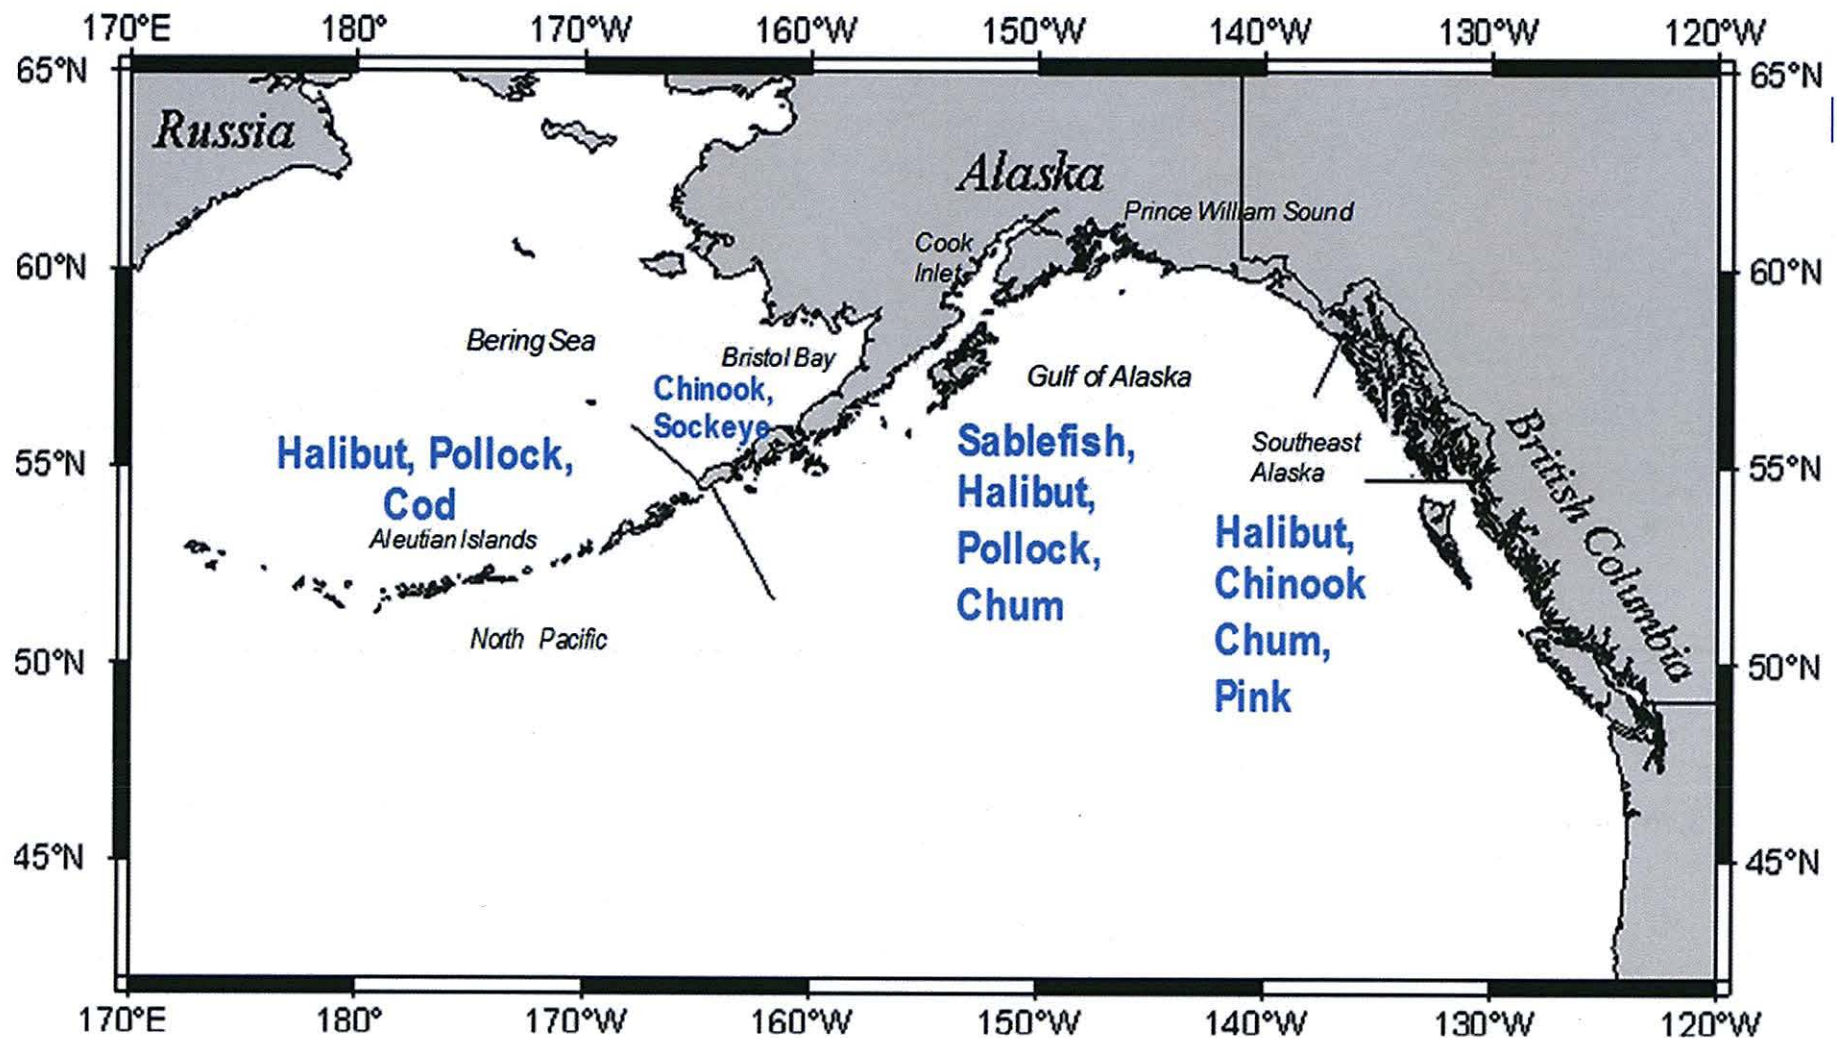 170°E 180° 170°W 160°W 150°W 140°W 130°W 120°W
65°N 65°N
Russia
Alaska
Prince William Sound
Cook
Inlet
60°N 60°N
Bering Sea
Bristol Bay
Gulf of Alaska
Chinook,
Sockeye
Halibut, Pollock,
Cod
Aleutian Islands
Sablefish,
Halibut,
Pollock,
Chum
Southeast
Alaska
55°N 55°N
British Columbia
Halibut,
Chinook
Chum,
Pink
North Pacific
50°N 50°N
45°N 45°N
170°E 180° 170°W 160°W 150°W 140°W 130°W 120°W